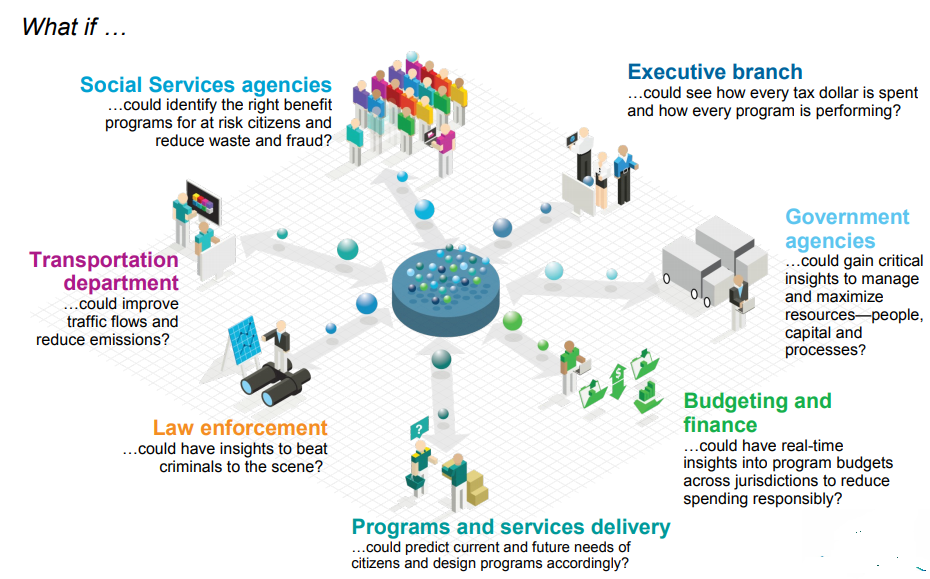 What if …
Social Services agencies
…could identify the right benefit
programs for at risk citizens and
reduce waste and fraud?
Executive branch
…could see how every tax dollar is spent
and how every program is performing?
Government
agencies
…could gain critical
insights to manage
and maximize
resources—people,
capital and
processes?
Transportation
department
…could improve
traffic flows and
reduce emissions?
Law enforcement
…could have insights to beat
criminals to the scene?
?
$
Budgeting and
finance
…could have real-time
insights into program budgets
across jurisdictions to reduce
spending responsibly?
Programs and services delivery
…could predict current and future needs of
citizens and design programs accordingly?